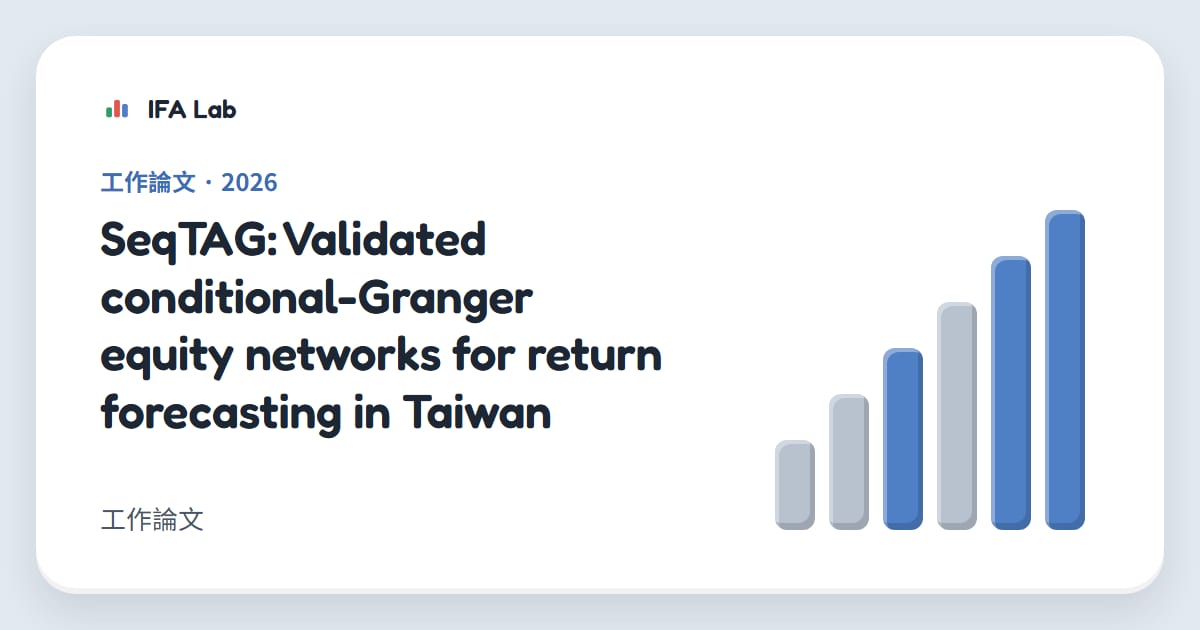 IFA Lab
工作論文 · 2026
SeqTAG: Validated
conditional-Granger
equity networks for return
forecasting in Taiwan
工作論文